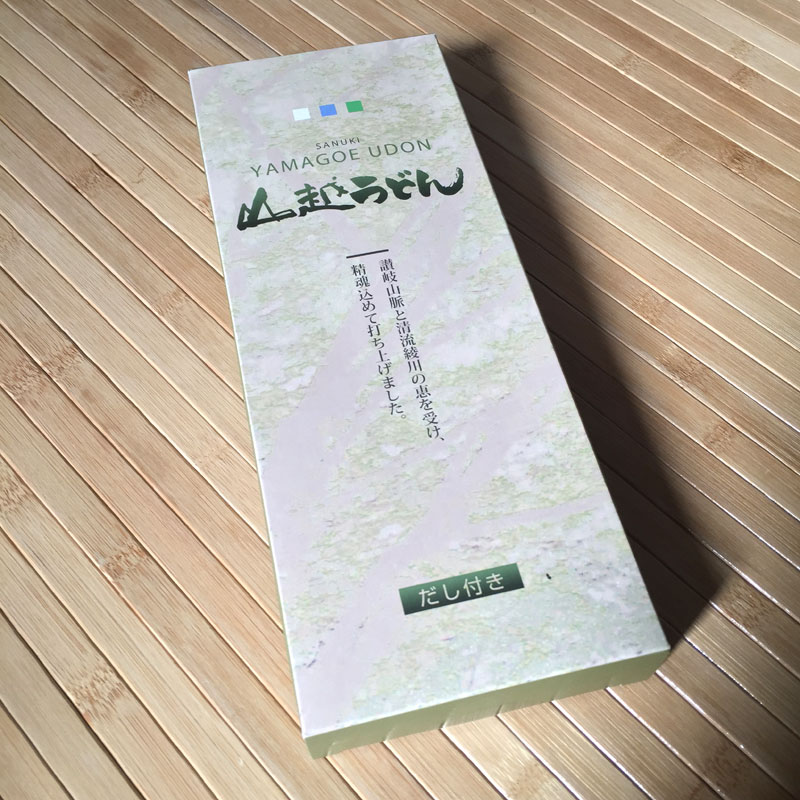 SANUKI
YAMAGOE UDON
山越うどん
讃岐山脈と清流綾川の恵を受け、
精魂込めて打ち上げました。
だし付き